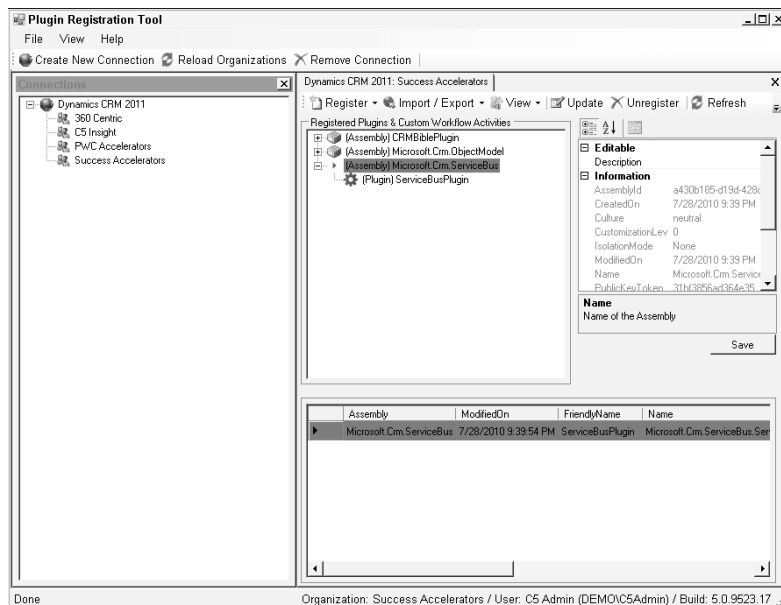 Plugin Registration Tool
File View Help
Create New Connection Reload Organizations Remove Connection
Connections
Dynamics CRM 2011
360 Centric
C5 Insight
PWC Accelerators
Success Accelerators
Dynamics CRM 2011: Success Accelerators
Register Import / Export View Update Unregister Refresh
Registered Plugins & Custom Workflow Activities
(Assembly) CRMBiblePlugin
(Assembly) Microsoft.Crm.ObjectModel
(Assembly) Microsoft.Crm.ServiceBus
(Plugin) ServiceBusPlugin
Editable
Description
Information
AssemblyId a430b185-d19d-428c
CreatedOn 7/28/2010 9:39 PM
Culture neutral
CustomizationLev 0
IsolationMode None
ModifiedOn 7/28/2010 9:39 PM
Name Microsoft.Crm.Service
PublicKeyToken 31bf3856ad364e35
Name
Name of the Assembly
Save
Assembly ModifiedOn FriendlyName Name
Microsoft.Crm.ServiceBus 7/28/2010 9:39:54 PM ServiceBusPlugin Microsoft.Crm.ServiceBus.Ser
Done Organization: Success Accelerators / User: C5 Admin (DEMO\C5Admin) / Build: 5.0.9523.17